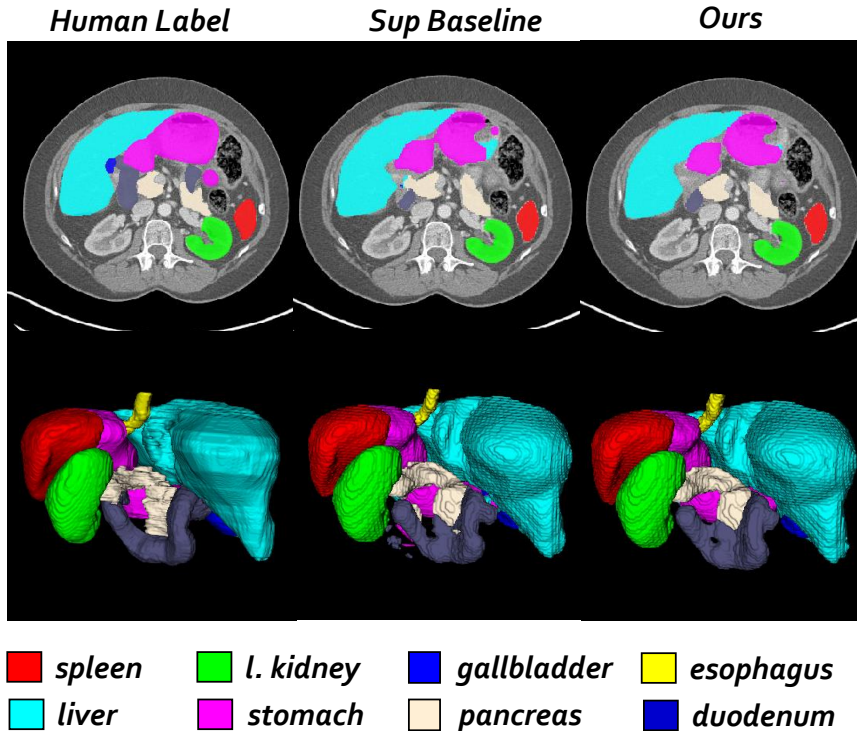 Human Label Sup Baseline Ours
spleen l. kidney gallbladder esophagus
liver stomach pancreas duodenum